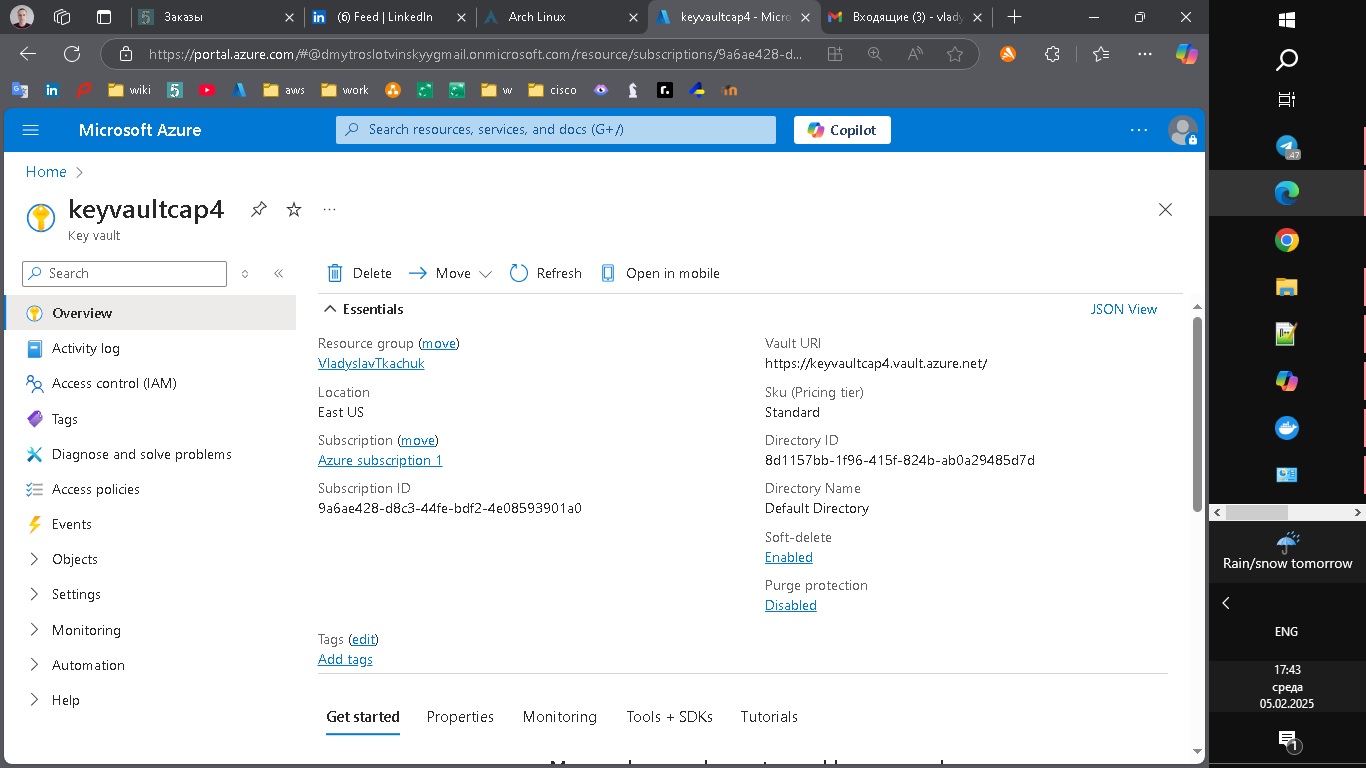 Заказы
(6) Feed | LinkedIn
Arch Linux
keyvaultcap4 - Micro
Входящие (3) - vlady
https://portal.azure.com/#@dmytroslotvinskyygmail.onmicrosoft.com/resource/subscriptions/9a6ae428-d...
wiki
aws
work
w
cisco
Microsoft Azure
Search resources, services, and docs (G+/)
Copilot
Home
keyvaultcap4
Key vault
Search
Overview
Activity log
Access control (IAM)
Tags
Diagnose and solve problems
Access policies
Events
Objects
Settings
Monitoring
Automation
Help
Delete
Move
Refresh
Open in mobile
Essentials
JSON View
Resource group (move)
VladyslavTkachuk
Location
East US
Subscription (move)
Azure subscription 1
Subscription ID
9a6ae428-d8c3-44fe-bdf2-4e08593901a0
Vault URI
https://keyvaultcap4.vault.azure.net/
Sku (Pricing tier)
Standard
Directory ID
8d1157bb-1f96-415f-824b-ab0a29485d7d
Directory Name
Default Directory
Soft-delete
Enabled
Purge protection
Disabled
Tags (edit)
Add tags
Get started
Properties
Monitoring
Tools + SDKs
Tutorials
47
Rain/snow tomorrow
ENG
17:43
среда
05.02.2025
1